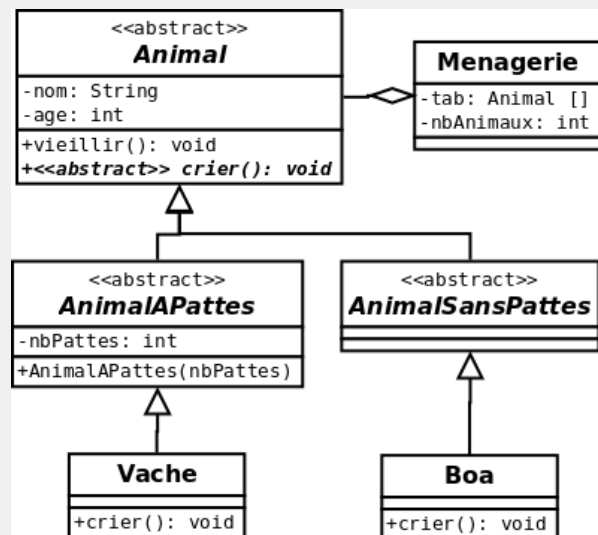 <<abstract>>
Animal
-nom: String
-age: int
+vieillir(): void
+<<abstract>> crier(): void
Menagerie
-tab: Animal []
-nbAnimaux: int
<<abstract>>
AnimalAPattes
-nbPattes: int
+AnimalAPattes(nbPattes)
<<abstract>>
AnimalSansPattes
Vache
+crier(): void
Boa
+crier(): void